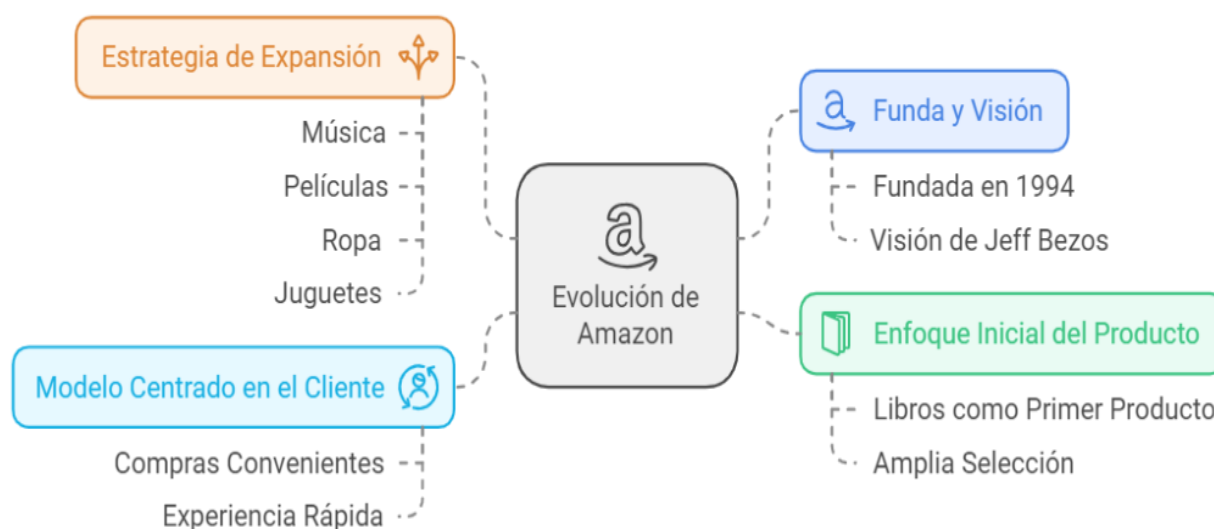 Estrategia de Expansión
Música
Películas
Ropa
Juguetes
Modelo Centrado en el Cliente
Compras Convenientes
Experiencia Rápida
a
Evolución de
Amazon
a
Funda y Visión
Fundada en 1994
Visión de Jeff Bezos
Enfoque Inicial del Producto
Libros como Primer Producto
Amplia Selección